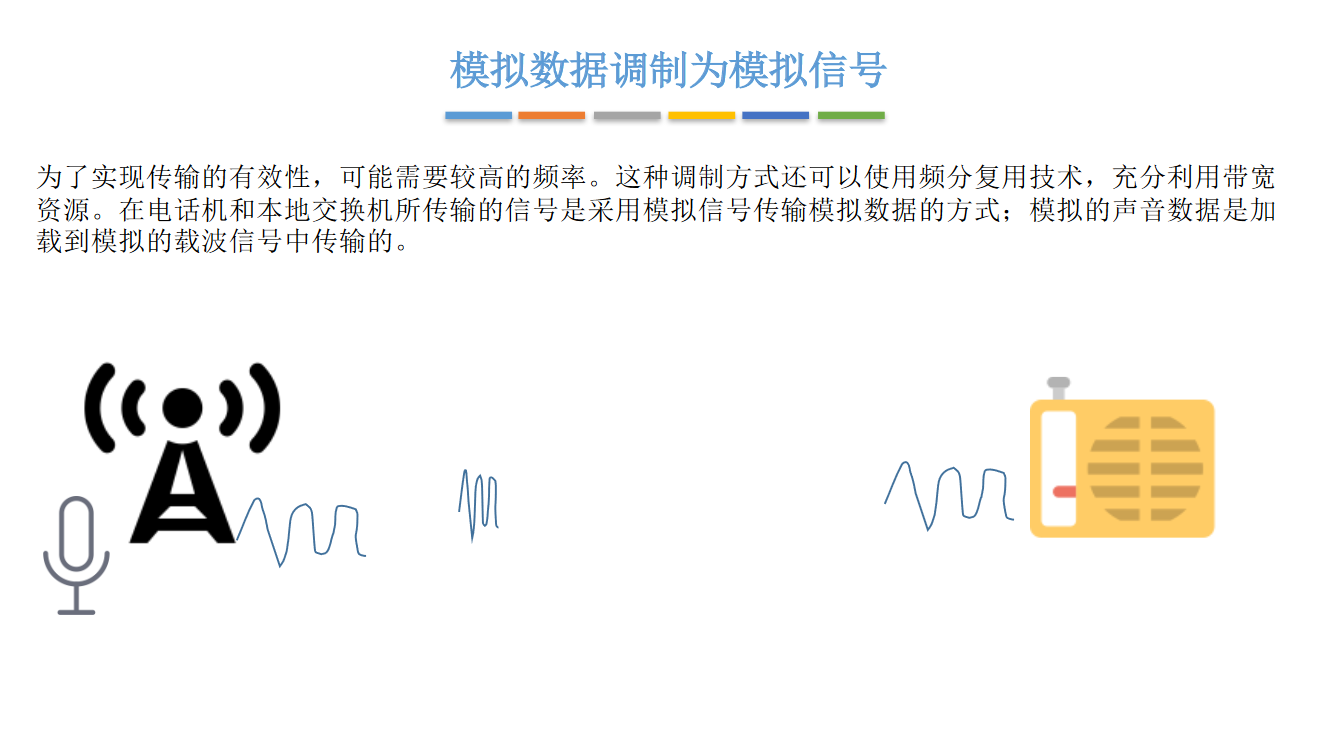 模拟数据调制为模拟信号
为了实现传输的有效性，可能需要较高的频率。这种调制方式还可以使用频分复用技术，充分利用带宽
资源。在电话机和本地交换机所传输的信号是采用模拟信号传输模拟数据的方式；模拟的声音数据是加
载到模拟的载波信号中传输的。